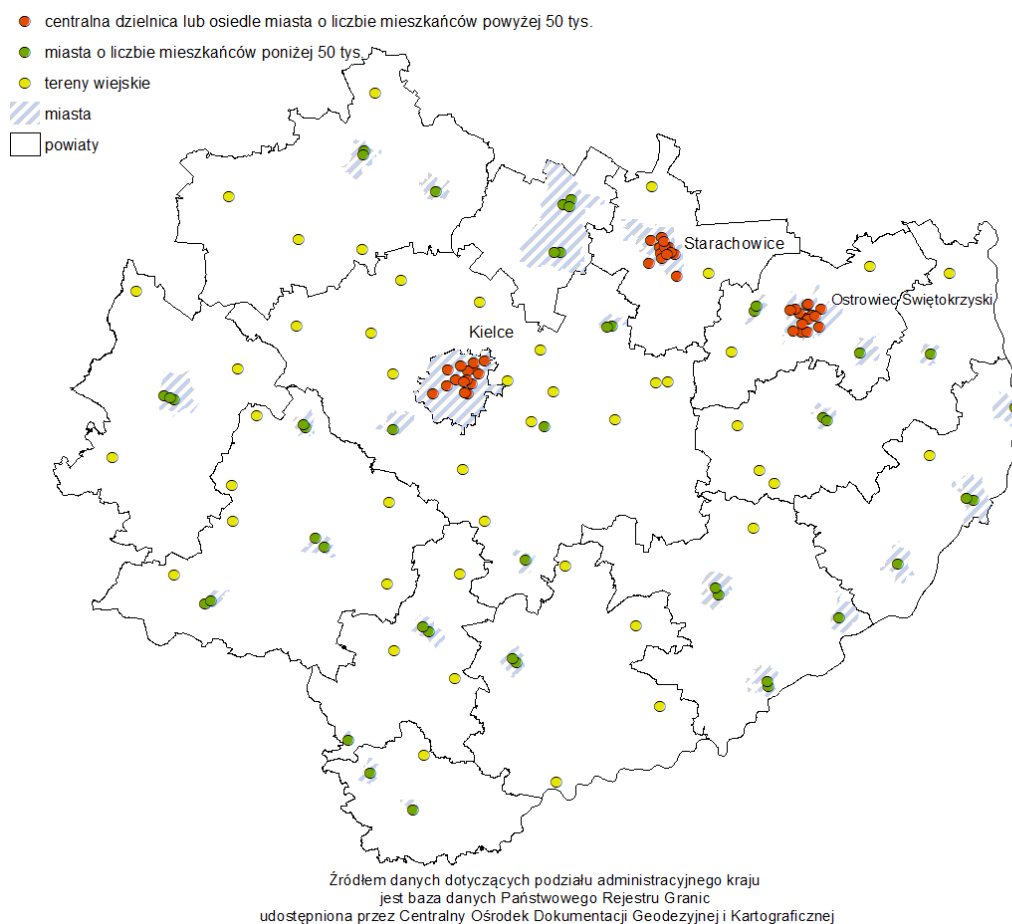 centralna dzielnica lub osiedle miasta o liczbie mieszkańców powyżej 50 tys.
miasta o liczbie mieszkańców poniżej 50 tys.
tereny wiejskie
miasta
powiaty
Starachowice
Ostrowiec Świętokrzyski
Kielce
Źródłem danych dotyczących podziału administracyjnego kraju
jest baza danych Państwowego Rejestru Granic
udostępniona przez Centralny Ośrodek Dokumentacji Geodezyjnej i Kartograficznej